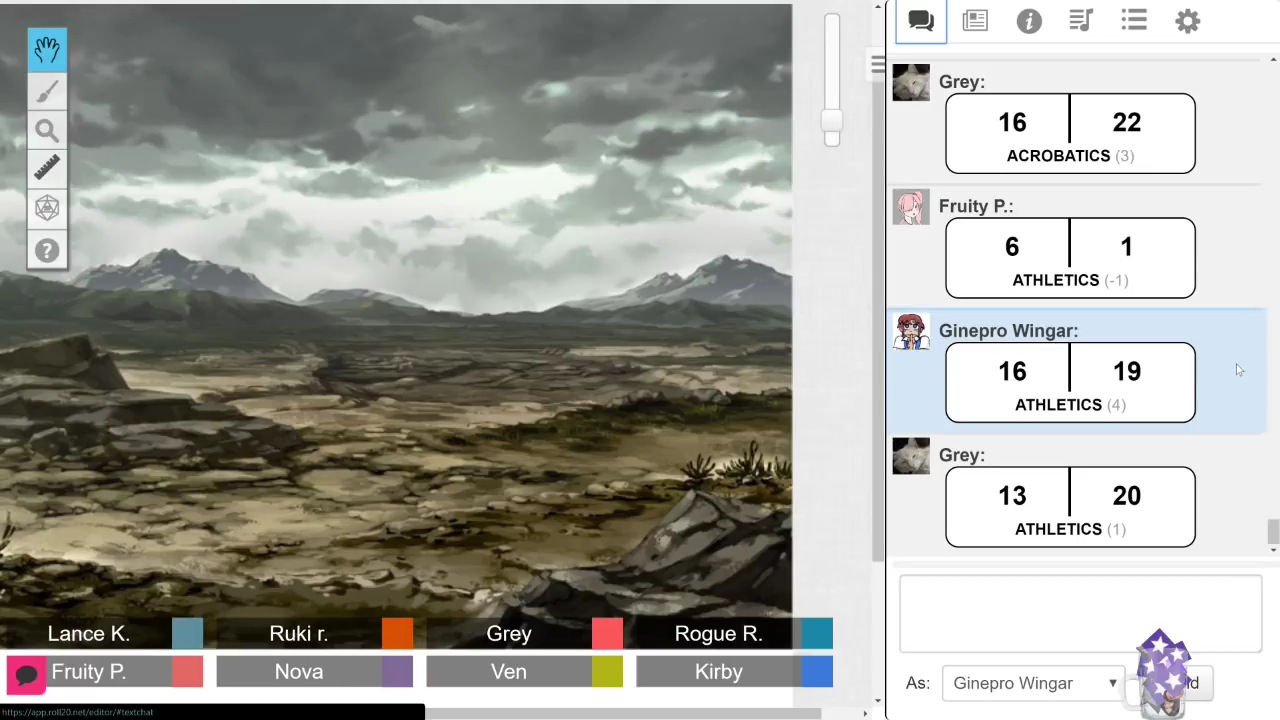 Grey:
16 22
ACROBATICS (3)
Fruity P.:
6 1
ATHLETICS (-1)
Ginepro Wingar:
16 19
ATHLETICS (4)
Grey:
13 20
ATHLETICS (1)
As: Ginepro Wingar
Lance K. Ruki r. Grey Rogue R.
Fruity P. Nova Ven Kirby
https://app.roll20.net/editor/#textchat